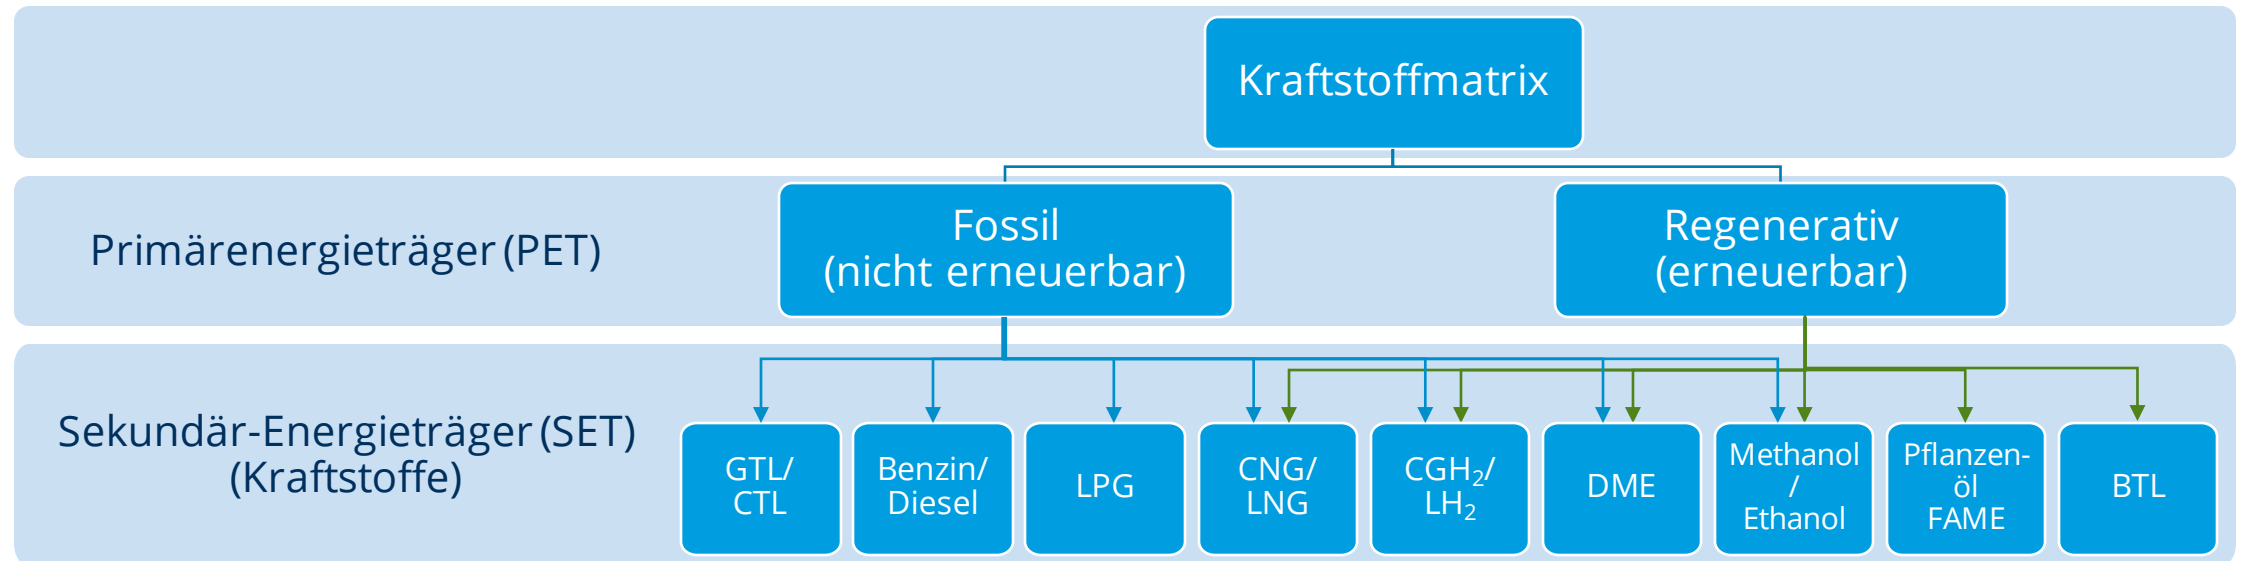 Kraftstoffmatrix
Primärenergieträger (PET)
Fossil
(nicht erneuerbar)
Regenerativ
(erneuerbar)
Sekundär-Energieträger (SET)
(Kraftstoffe)
GTL/
CTL
Benzin/
Diesel
LPG
CNG/
LNG
CGH₂/
LH₂
DME
Methanol
/
Ethanol
Pflanzen-
öl
FAME
BTL